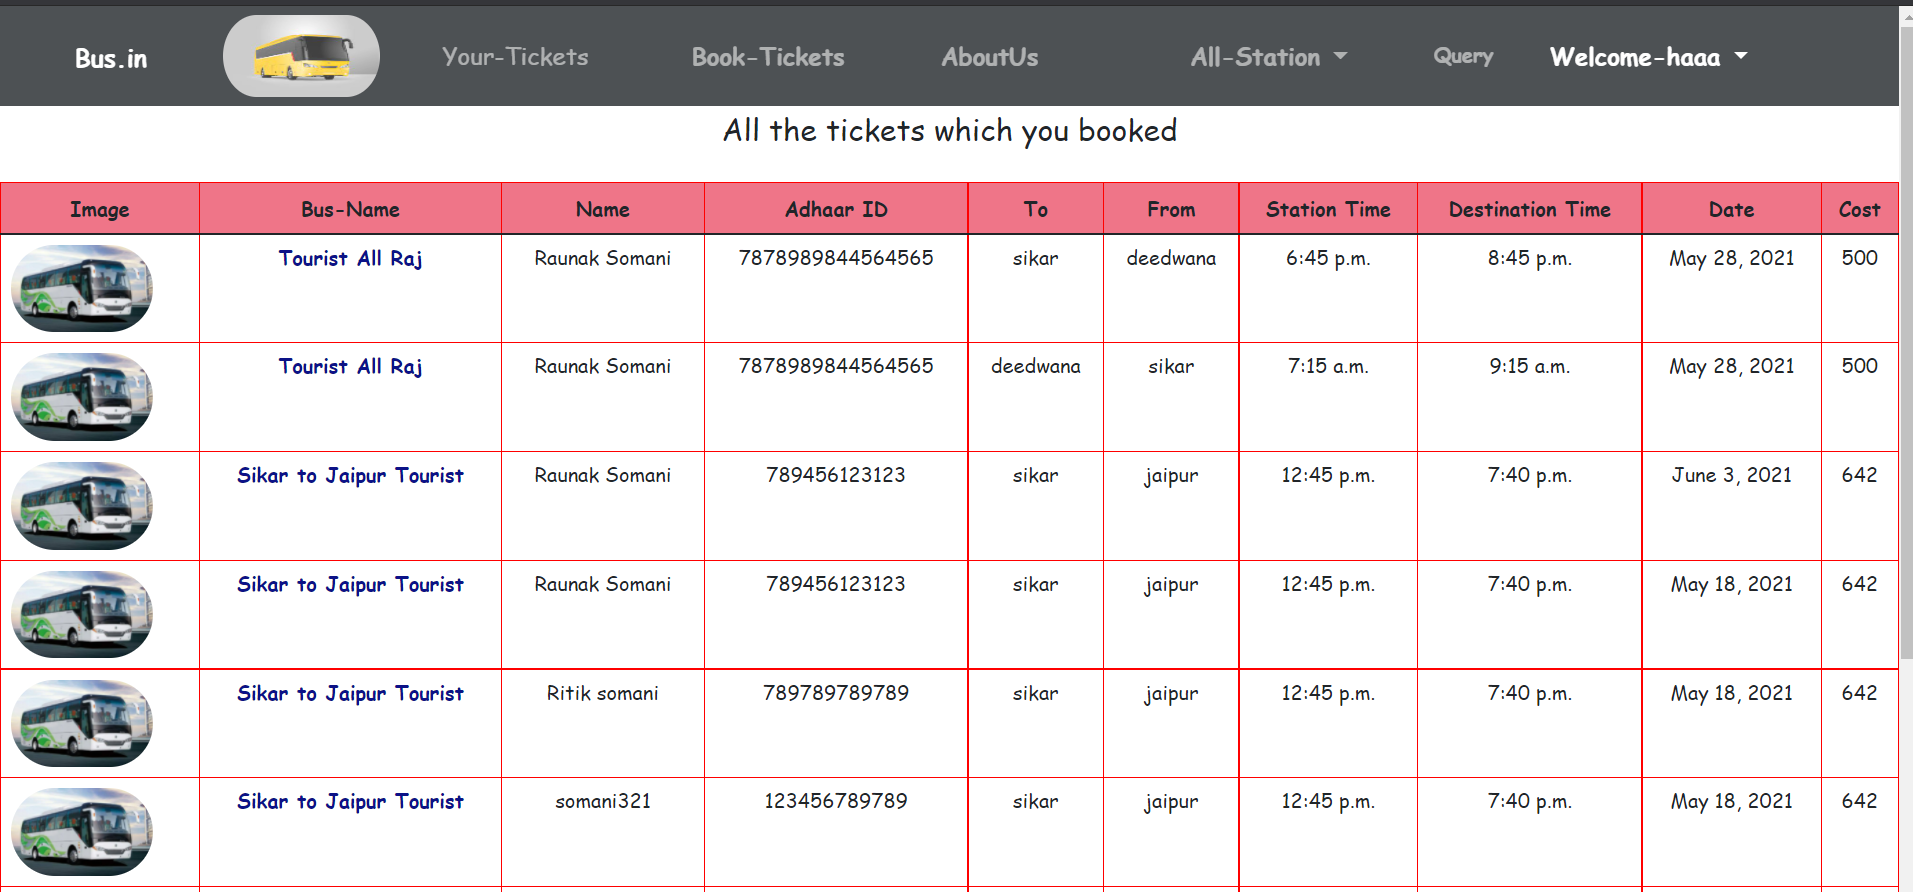 Bus.in Your-Tickets Book-Tickets AboutUs All-Station Query Welcome-haaa
All the tickets which you booked
Image Bus-Name Name Adhaar ID To From Station Time Destination Time Date Cost
Tourist All Raj Raunak Somani 7878989844564565 sikar deedwana 6:45 p.m. 8:45 p.m. May 28, 2021 500
Tourist All Raj Raunak Somani 7878989844564565 deedwana sikar 7:15 a.m. 9:15 a.m. May 28, 2021 500
Sikar to Jaipur Tourist Raunak Somani 789456123123 sikar jaipur 12:45 p.m. 7:40 p.m. June 3, 2021 642
Sikar to Jaipur Tourist Raunak Somani 789456123123 sikar jaipur 12:45 p.m. 7:40 p.m. May 18, 2021 642
Sikar to Jaipur Tourist Ritik somani 789789789789 sikar jaipur 12:45 p.m. 7:40 p.m. May 18, 2021 642
Sikar to Jaipur Tourist somani321 123456789789 sikar jaipur 12:45 p.m. 7:40 p.m. May 18, 2021 642